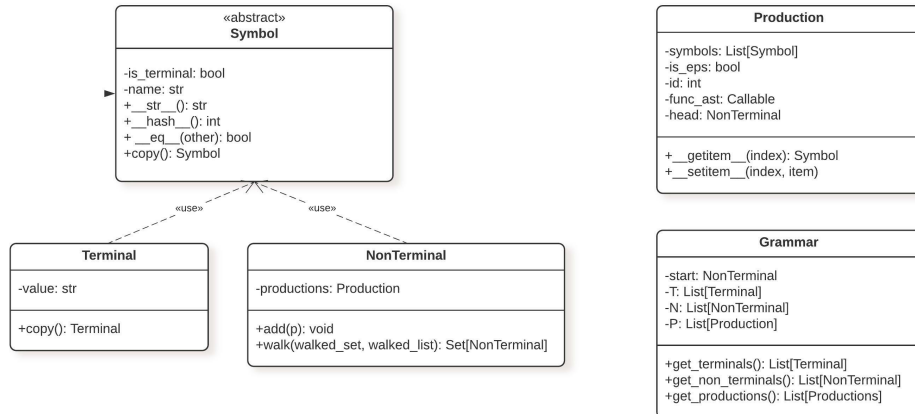 «abstract»
Symbol
-is_terminal: bool
-name: str
+__str__(): str
+__hash__(): int
+ __eq__(other): bool
+copy(): Symbol
«use»
«use»
Terminal
-value: str
+copy(): Terminal
NonTerminal
-productions: Production
+add(p): void
+walk(walked_set, walked_list): Set[NonTerminal]
Production
-symbols: List[Symbol]
-is_eps: bool
-id: int
-func_ast: Callable
-head: NonTerminal
+__getitem__(index): Symbol
+__setitem__(index, item)
Grammar
-start: NonTerminal
-T: List[Terminal]
-N: List[NonTerminal]
-P: List[Production]
+get_terminals(): List[Terminal]
+get_non_terminals(): List[NonTerminal]
+get_productions(): List[Productions]